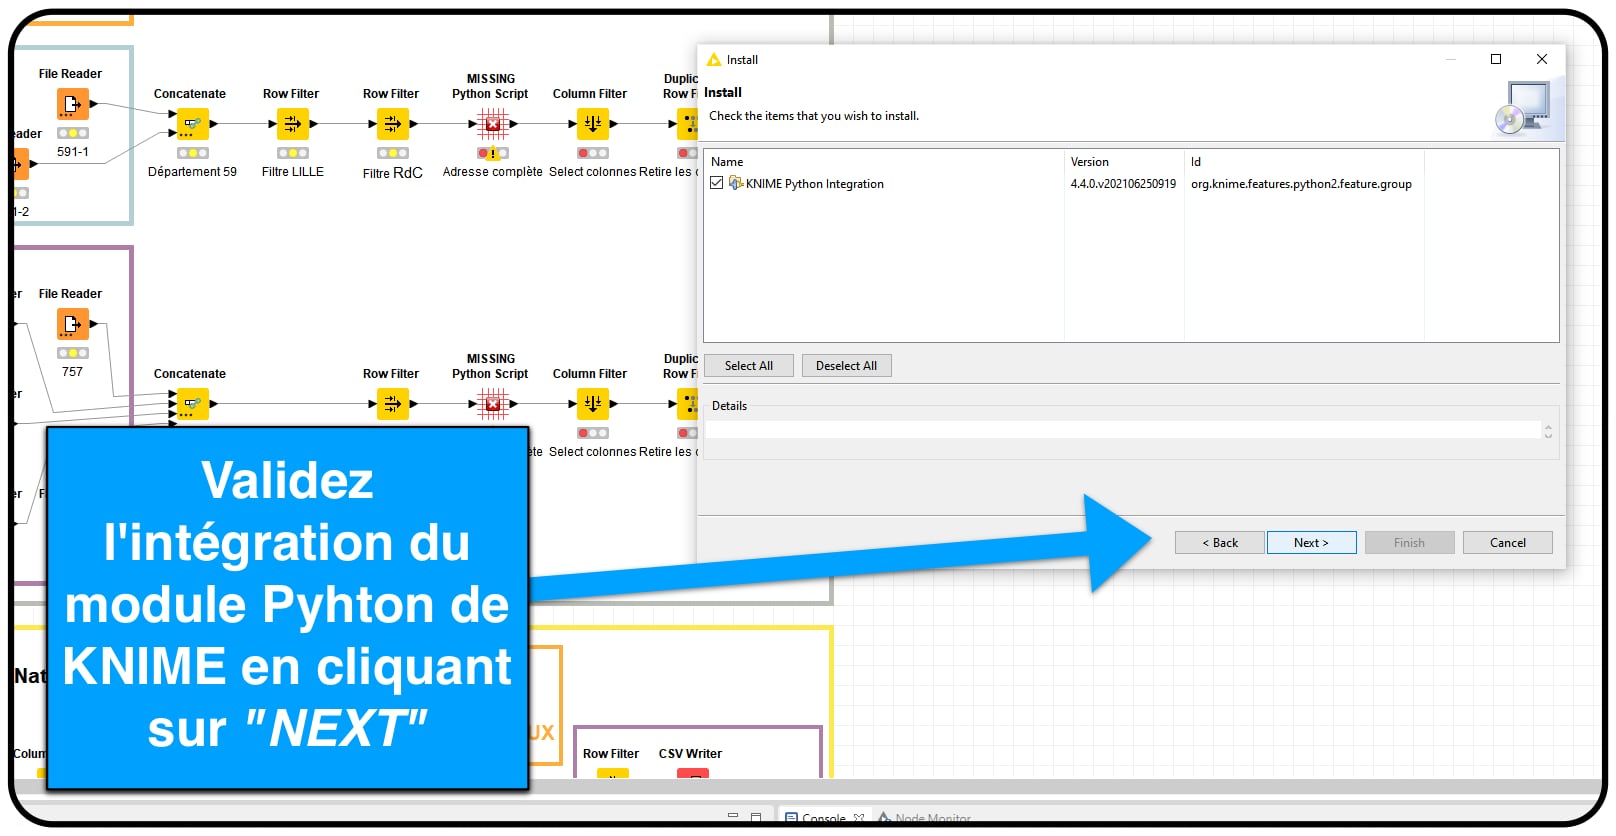 File Reader
591-1
eader
1-2
Concatenate
Département 59
Row Filter
Filtre LILLE
Row Filter
Filtre RdC
MISSING
Python Script
Adresse complète
Column Filter
Select colonnes
Duplic
Row F
Retire les c
er
File Reader
757
er
Concatenate
Row Filter
MISSING
Python Script
ète
Column Filter
Select colonnes
Duplic
Row F
Retire les c
er
F
Install
Install
Check the items that you wish to install.
Name
Version
Id
KNIME Python Integration
4.4.0.v202106250919
org.knime.features.python2.feature.group
Select All
Deselect All
Details
< Back
Next >
Finish
Cancel
Validez
l'intégration du
module Pyhton de
KNIME en cliquant
sur "NEXT"
Nat
UX
Colum
Row Filter
CSV Writer
Console
Node Monitor